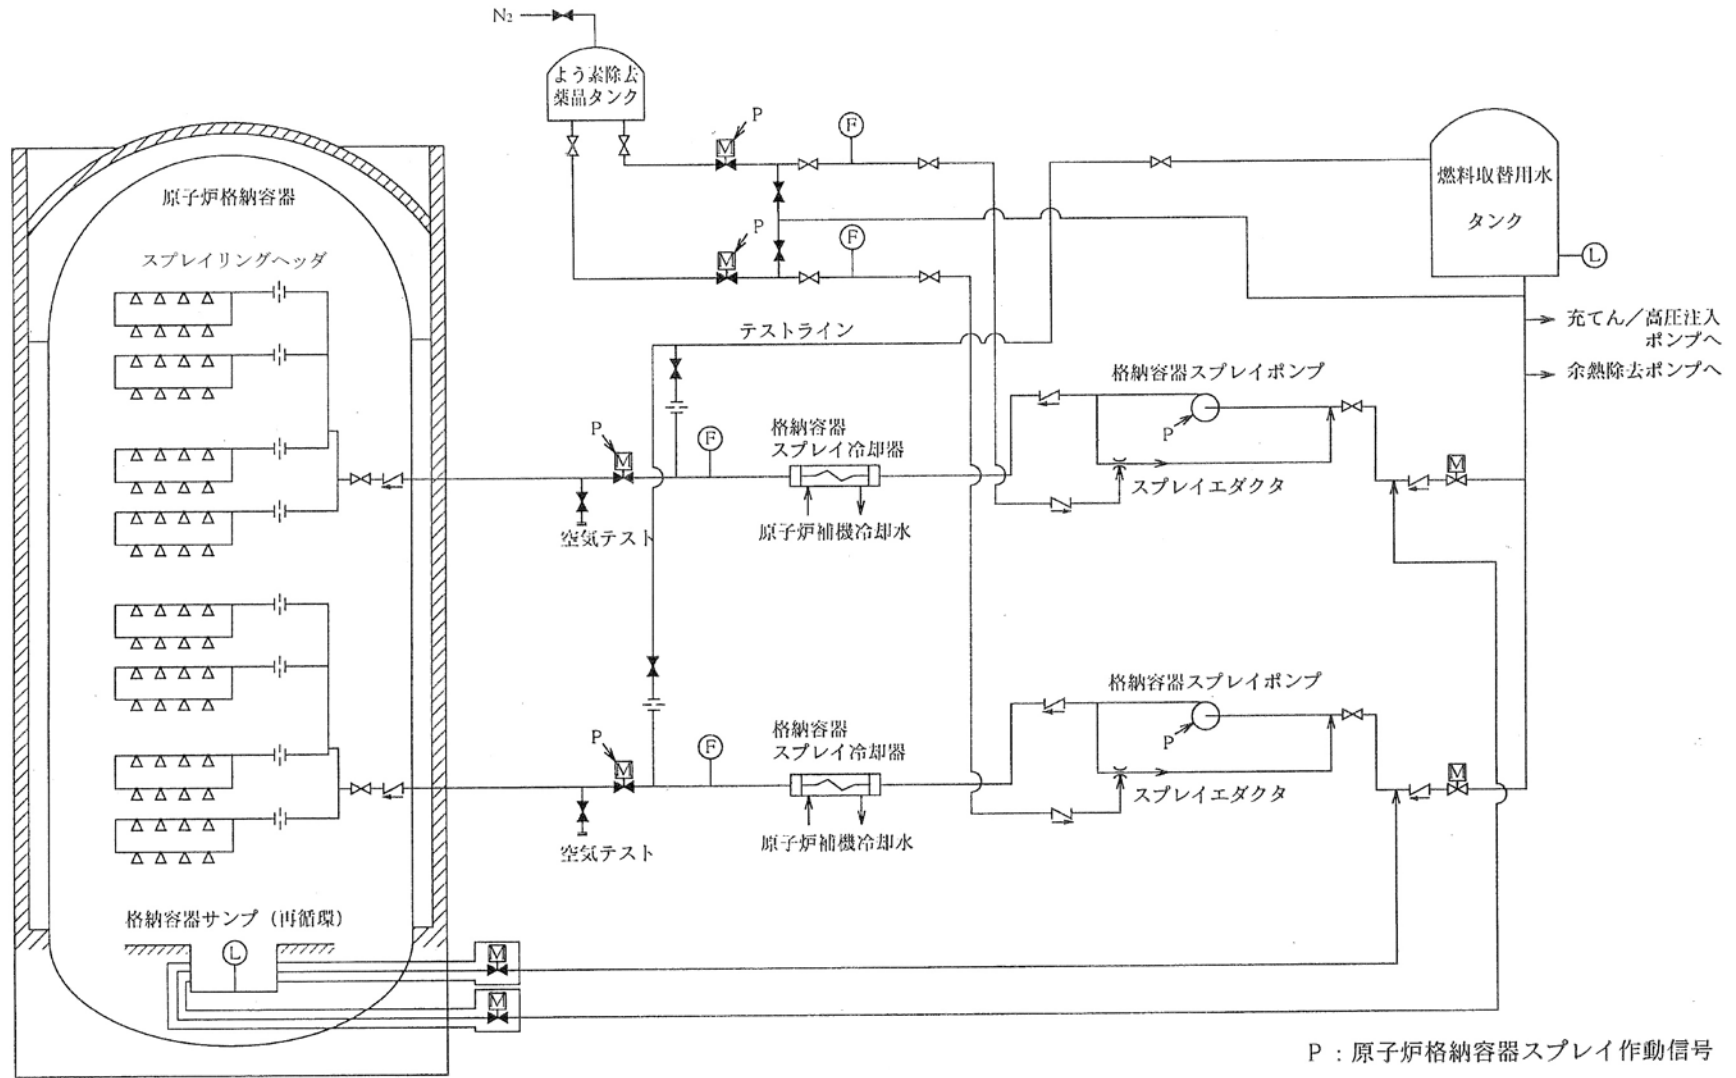 N₂
よう素除去
薬品タンク
P
M
F
燃料取替用水
タンク
原子炉格納容器
P
M
F
L
スプレイリングヘッダ
充てん／高圧注入
ポンプへ
テストライン
余熱除去ポンプへ
格納容器スプレイポンプ
P
格納容器
スプレイ冷却器
P
M
F
M
スプレイエダクタ
空気テスト
原子炉補機冷却水
格納容器スプレイポンプ
P
格納容器
スプレイ冷却器
P
M
F
M
スプレイエダクタ
空気テスト
原子炉補機冷却水
格納容器サンプ（再循環）
L
M
M
P：原子炉格納容器スプレイ作動信号